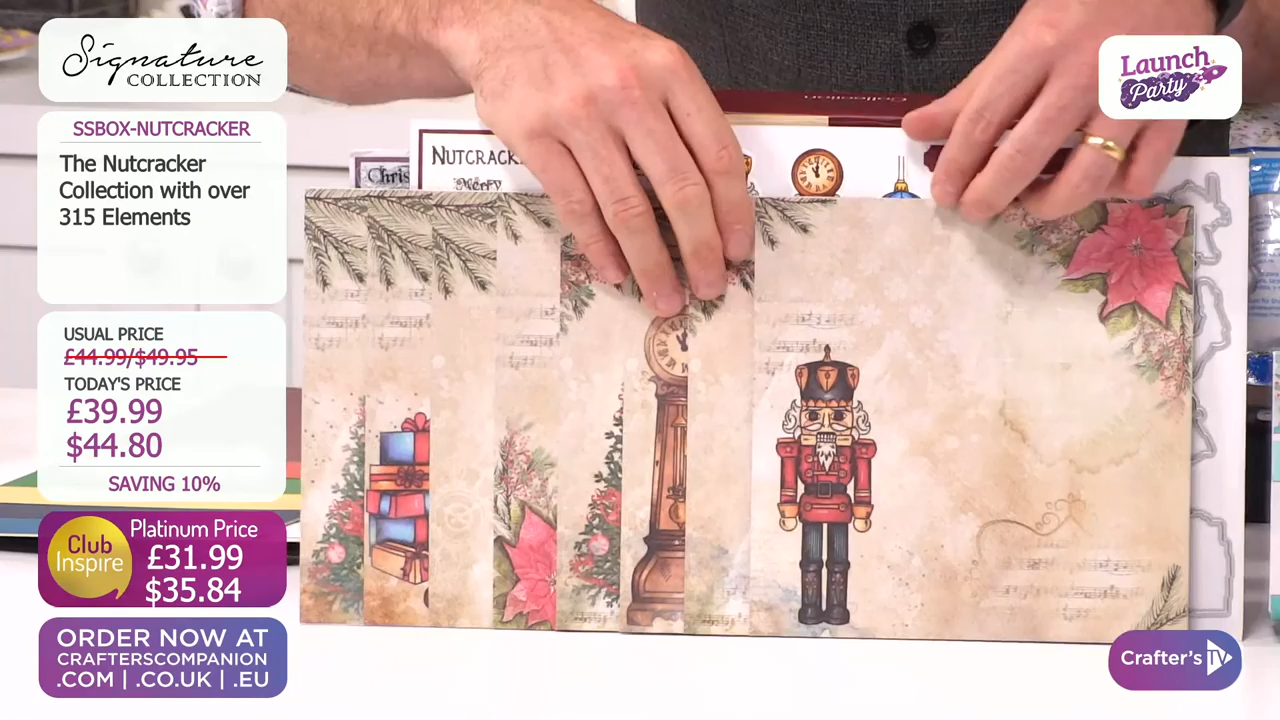 Signature
COLLECTION
SSBOX-NUTCRACKER
The Nutcracker
Collection with over
315 Elements
USUAL PRICE
£44.99/$49.95
TODAY'S PRICE
£39.99
$44.80
SAVING 10%
Club
Inspire
Platinum Price
£31.99
$35.84
ORDER NOW AT
CRAFTERSCOMPANION
.COM | .CO.UK | .EU
Launch
Party
Collection
NUTCRACK
Chris
Merry
Crafter's TV